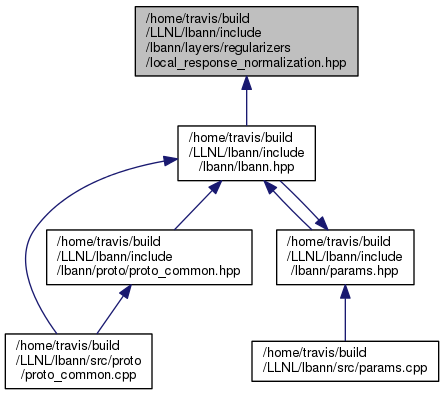 /home/travis/build
/LLNL/lbann/include
/lbann/layers/regularizers
/local_response_normalization.hpp
/home/travis/build
/LLNL/lbann/include
/lbann/lbann.hpp
/home/travis/build
/LLNL/lbann/include
/lbann/proto/proto_common.hpp
/home/travis/build
/LLNL/lbann/include
/lbann/params.hpp
/home/travis/build
/LLNL/lbann/src/proto
/proto_common.cpp
/home/travis/build
/LLNL/lbann/src/params.cpp